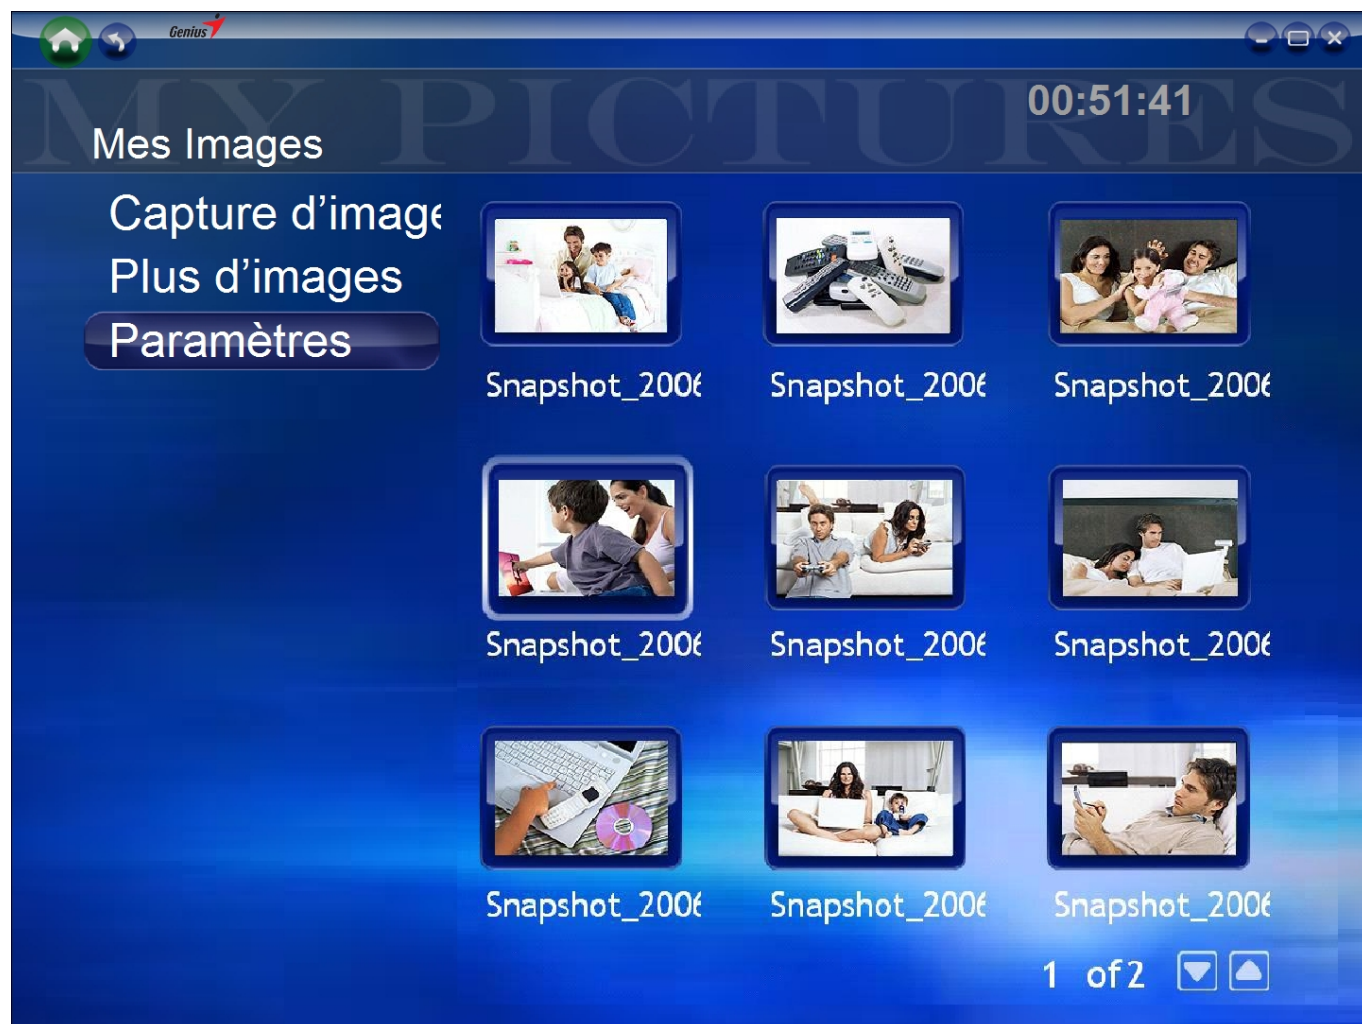 Genius
MY PICTURES
00:51:41
Mes Images
Capture d’image
Plus d’images
Paramètres
Snapshot_2006
Snapshot_2006
Snapshot_2006
Snapshot_2006
Snapshot_2006
Snapshot_2006
Snapshot_2006
Snapshot_2006
Snapshot_2006
1 of 2